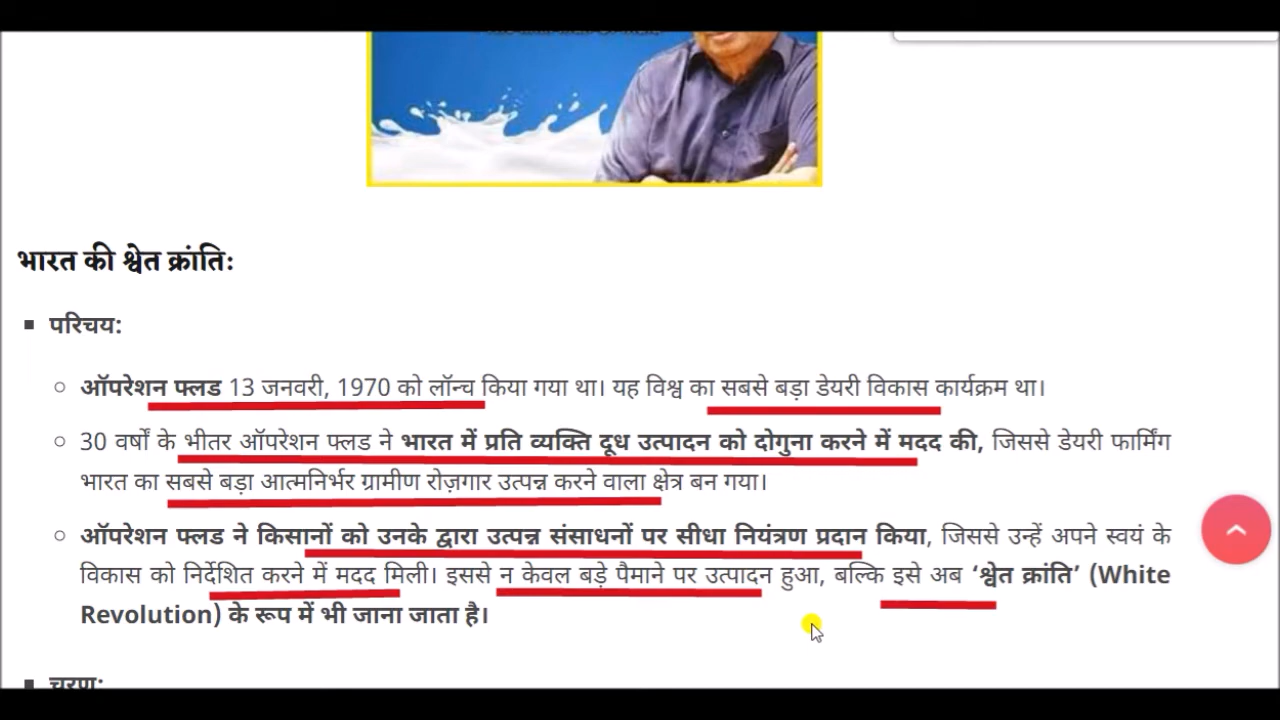 भारत की श्वेत क्रांति:
परिचय:
ऑपरेशन फ्लड 13 जनवरी, 1970 को लॉन्च किया गया था। यह विश्व का सबसे बड़ा डेयरी विकास कार्यक्रम था।
30 वर्षों के भीतर ऑपरेशन फ्लड ने भारत में प्रति व्यक्ति दूध उत्पादन को दोगुना करने में मदद की, जिससे डेयरी फार्मिंग
भारत का सबसे बड़ा आत्मनिर्भर ग्रामीण रोज़गार उत्पन्न करने वाला क्षेत्र बन गया।
ऑपरेशन फ्लड ने किसानों को उनके द्वारा उत्पन्न संसाधनों पर सीधा नियंत्रण प्रदान किया, जिससे उन्हें अपने स्वयं के
विकास को निर्देशित करने में मदद मिली। इससे न केवल बड़े पैमाने पर उत्पादन हुआ, बल्कि इसे अब ‘श्वेत क्रांति’ (White
Revolution) के रूप में भी जाना जाता है।
चरण: